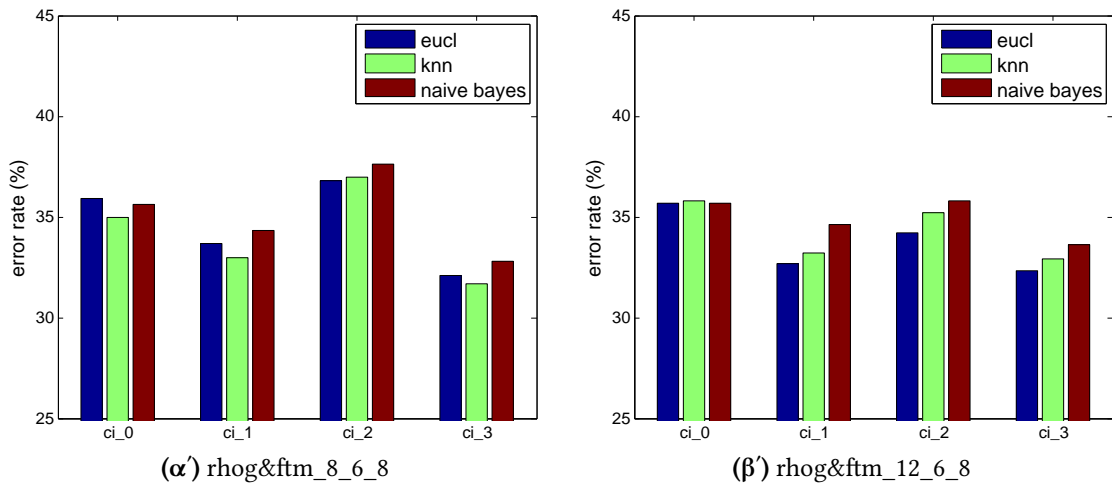 45
40
35
30
25
error rate (%)
eucl
knn
naive bayes
ci_0 ci_1 ci_2 ci_3
(α′) rhog&ftm_8_6_8
45
40
35
30
25
error rate (%)
eucl
knn
naive bayes
ci_0 ci_1 ci_2 ci_3
(β′) rhog&ftm_12_6_8